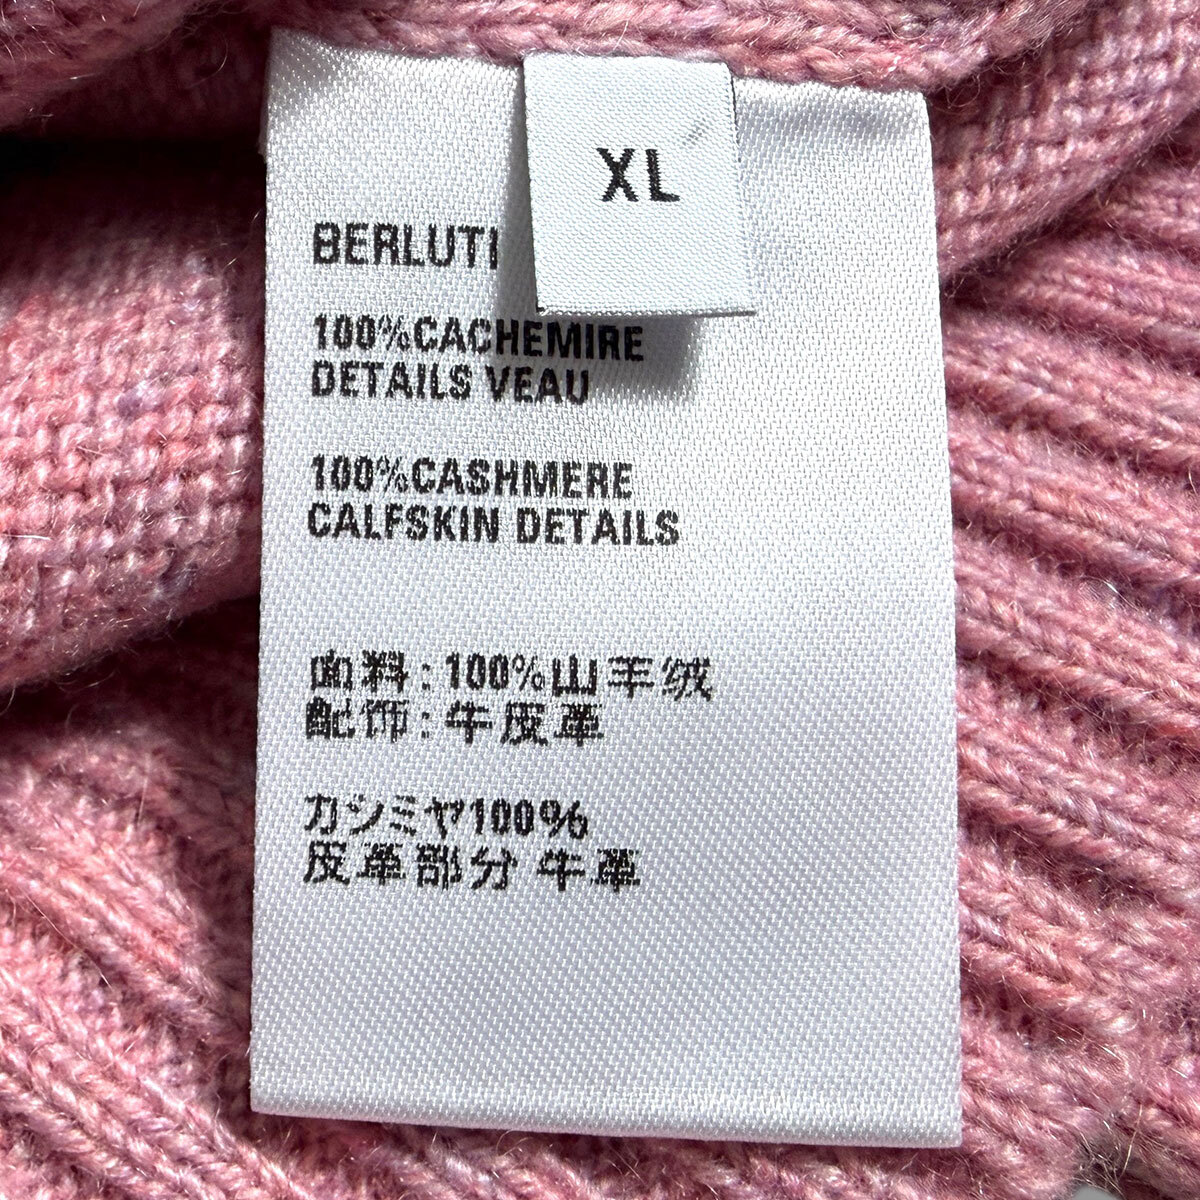 XL
BERLUTI
100%CACHEMIRE
DETAILS VEAU
100%CASHMERE
CALFSKIN DETAILS
面料：100%山羊绒
配饰：牛皮革
カシミヤ100%
皮革部分 牛革